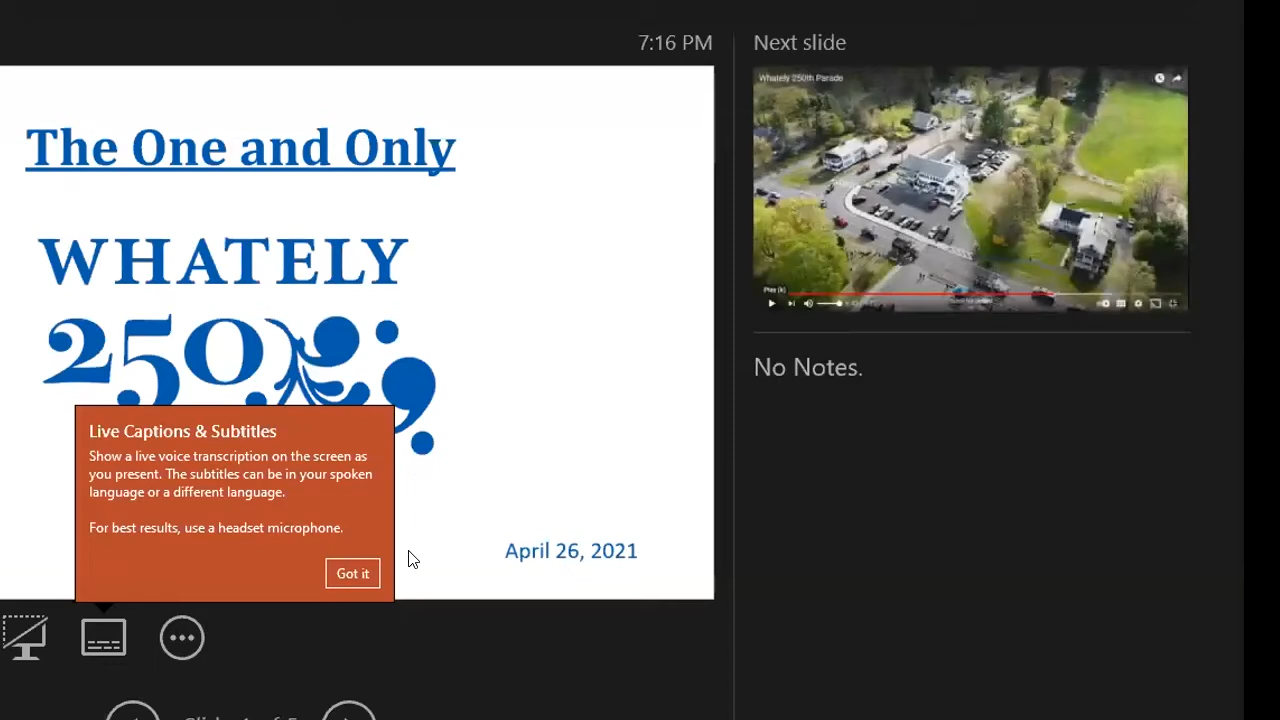 7:16 PM
Next slide
The One and Only
WHATELY
250
Whately 250th Parade
Play (k)
No Notes.
Live Captions & Subtitles
Show a live voice transcription on the screen as
you present. The subtitles can be in your spoken
language or a different language.
For best results, use a headset microphone.
Got it
April 26, 2021